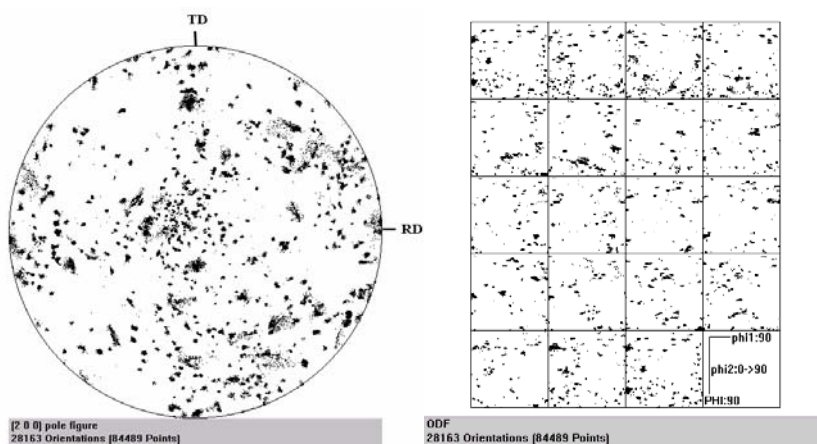 TD
RD
[2 0 0] pole figure
28163 Orientations [84489 Points]
phi1:90
phi2:0->90
PHI:90
ODF
28163 Orientations [84489 Points]